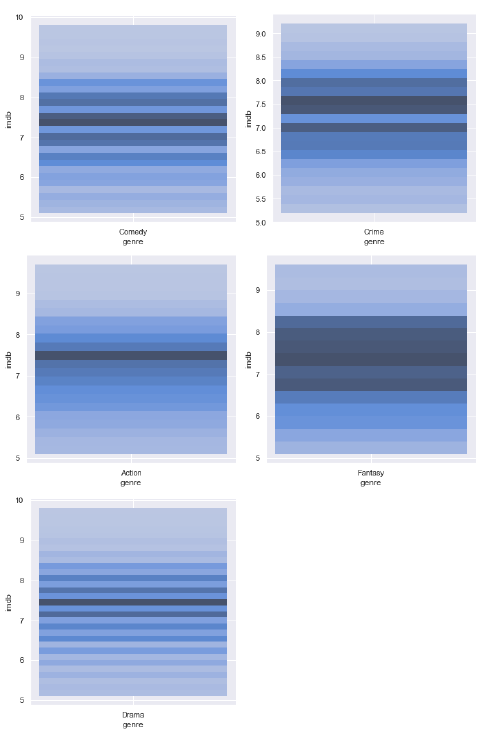 10
9
8
7
6
5
imdb
Comedy
genre
9.0
8.5
8.0
7.5
7.0
6.5
6.0
5.5
5.0
imdb
Crime
genre
9
8
7
6
5
imdb
Action
genre
9
8
7
6
5
imdb
Fantasy
genre
10
9
8
7
6
5
imdb
Drama
genre